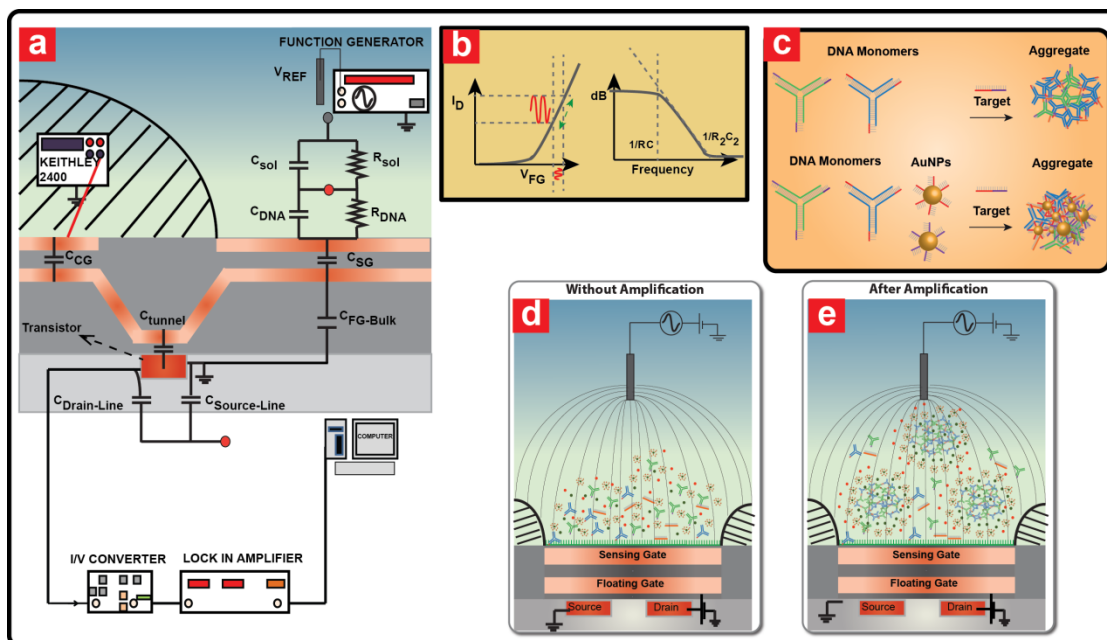 a
FUNCTION GENERATOR
VREF
KEITHLEY
2400
Csol
Rsol
CDNA
RDNA
CCG
CSG
Ctunnel
CFG-Bulk
Transistor
CDrain-Line
CSource-Line
COMPUTER
I/V CONVERTER
LOCK IN AMPLIFIER
b
ID
VFG
dB
1/RC
1/R2C2
Frequency
c
DNA Monomers
Aggregate
Target
DNA Monomers
AuNPs
Aggregate
Target
Without Amplification
d
Sensing Gate
Floating Gate
Source
Drain
After Amplification
e
Sensing Gate
Floating Gate
Source
Drain